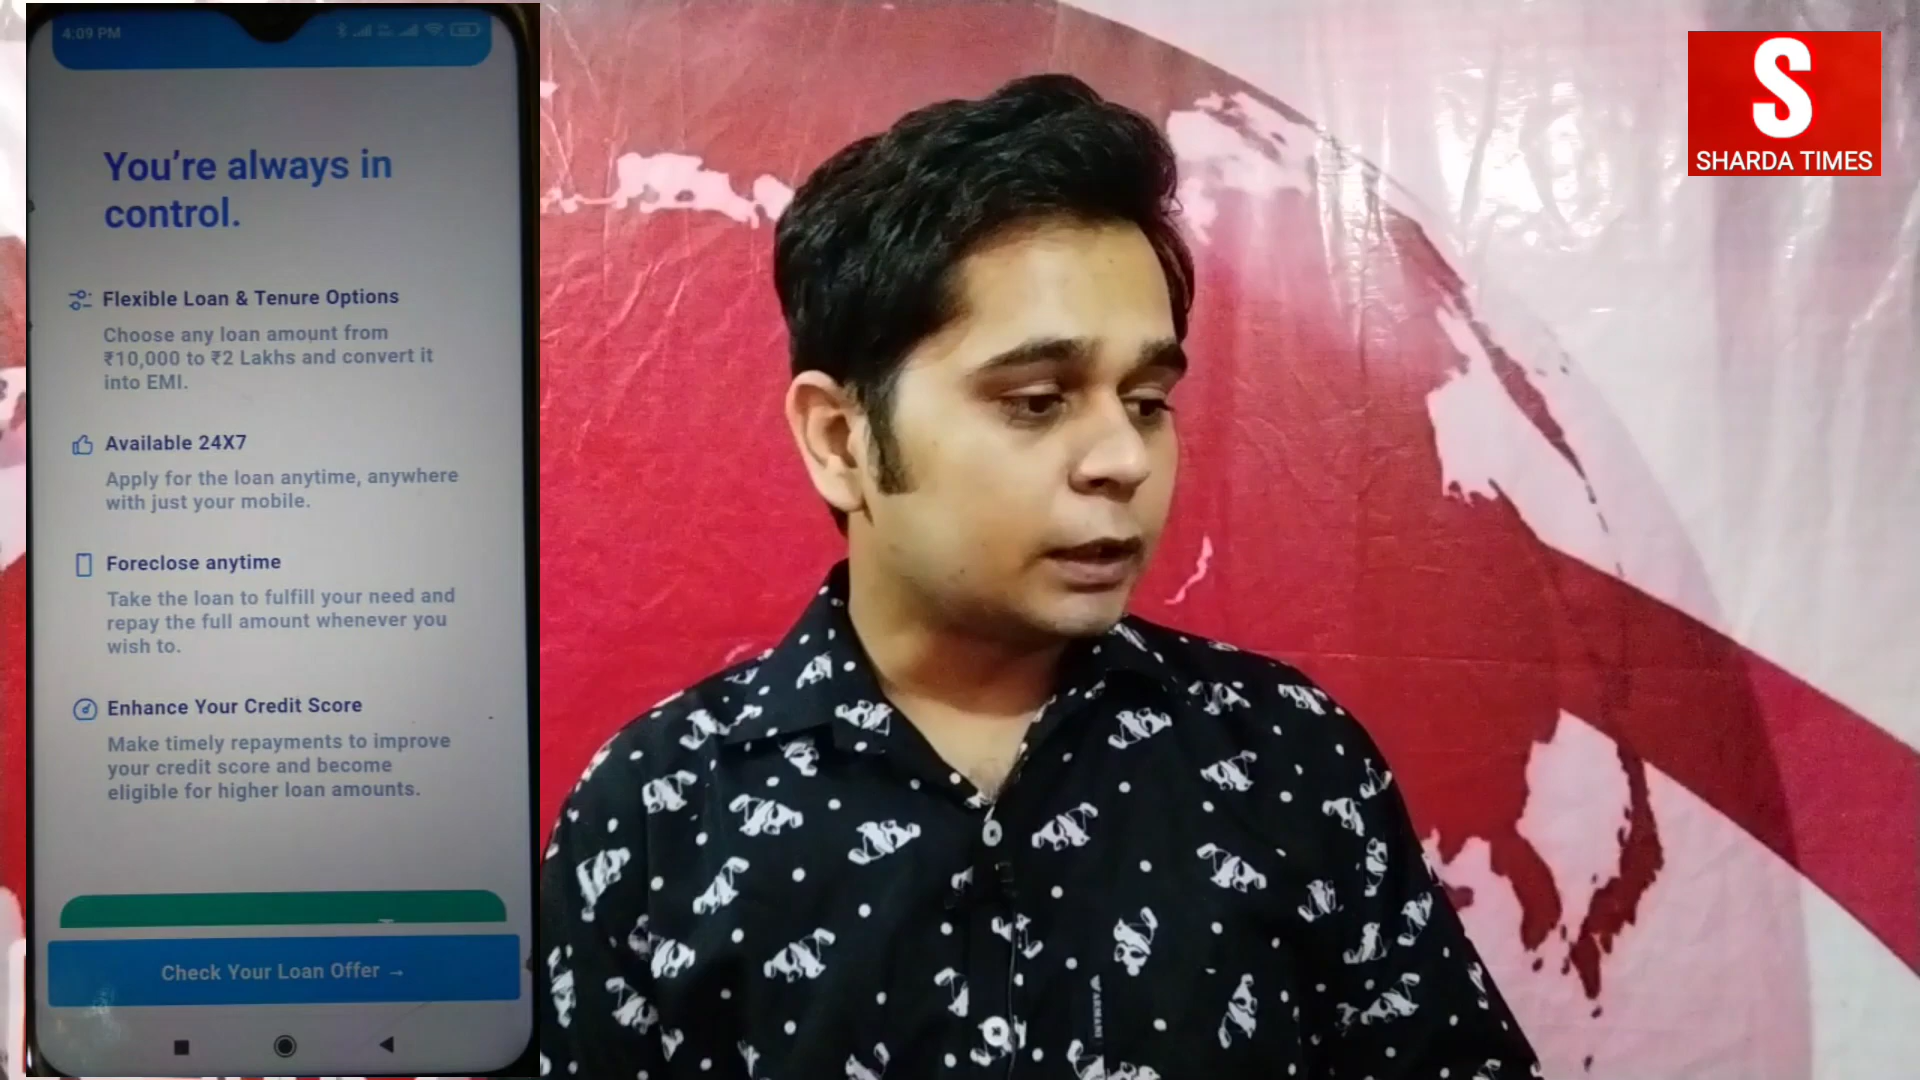 4:09 PM
You're always in
control.
Flexible Loan & Tenure Options
Choose any loan amount from
₹10,000 to ₹2 Lakhs and convert it
into EMI.
Available 24X7
Apply for the loan anytime, anywhere
with just your mobile.
Foreclose anytime
Take the loan to fulfill your need and
repay the full amount whenever you
wish to.
Enhance Your Credit Score
Make timely repayments to improve
your credit score and become
eligible for higher loan amounts.
Check Your Loan Offer →
S
SHARDA TIMES